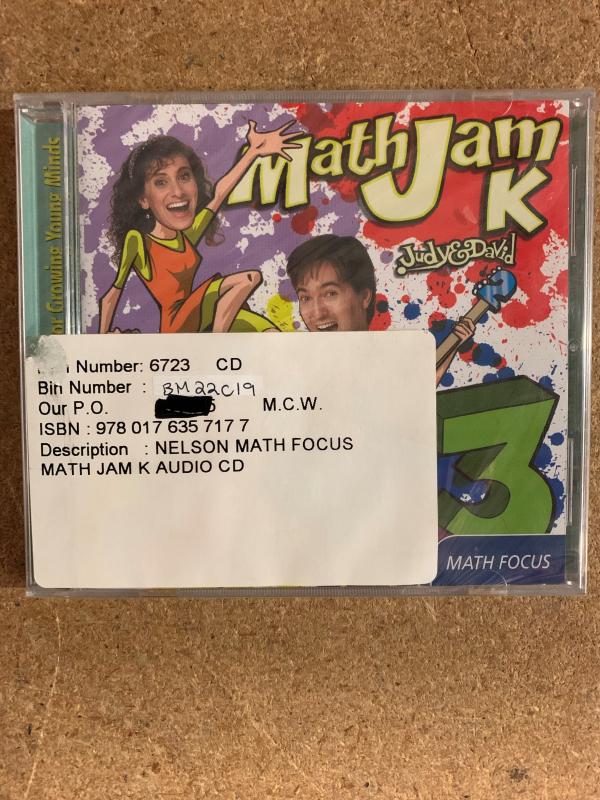 Math Jam
K
Judy & David
Growing Young Minds
Number: 6723 CD
Bin Number : BM22C19
Our P.O. M.C.W.
ISBN : 978 017 635 717 7
Description : NELSON MATH FOCUS
MATH JAM K AUDIO CD
3
MATH FOCUS